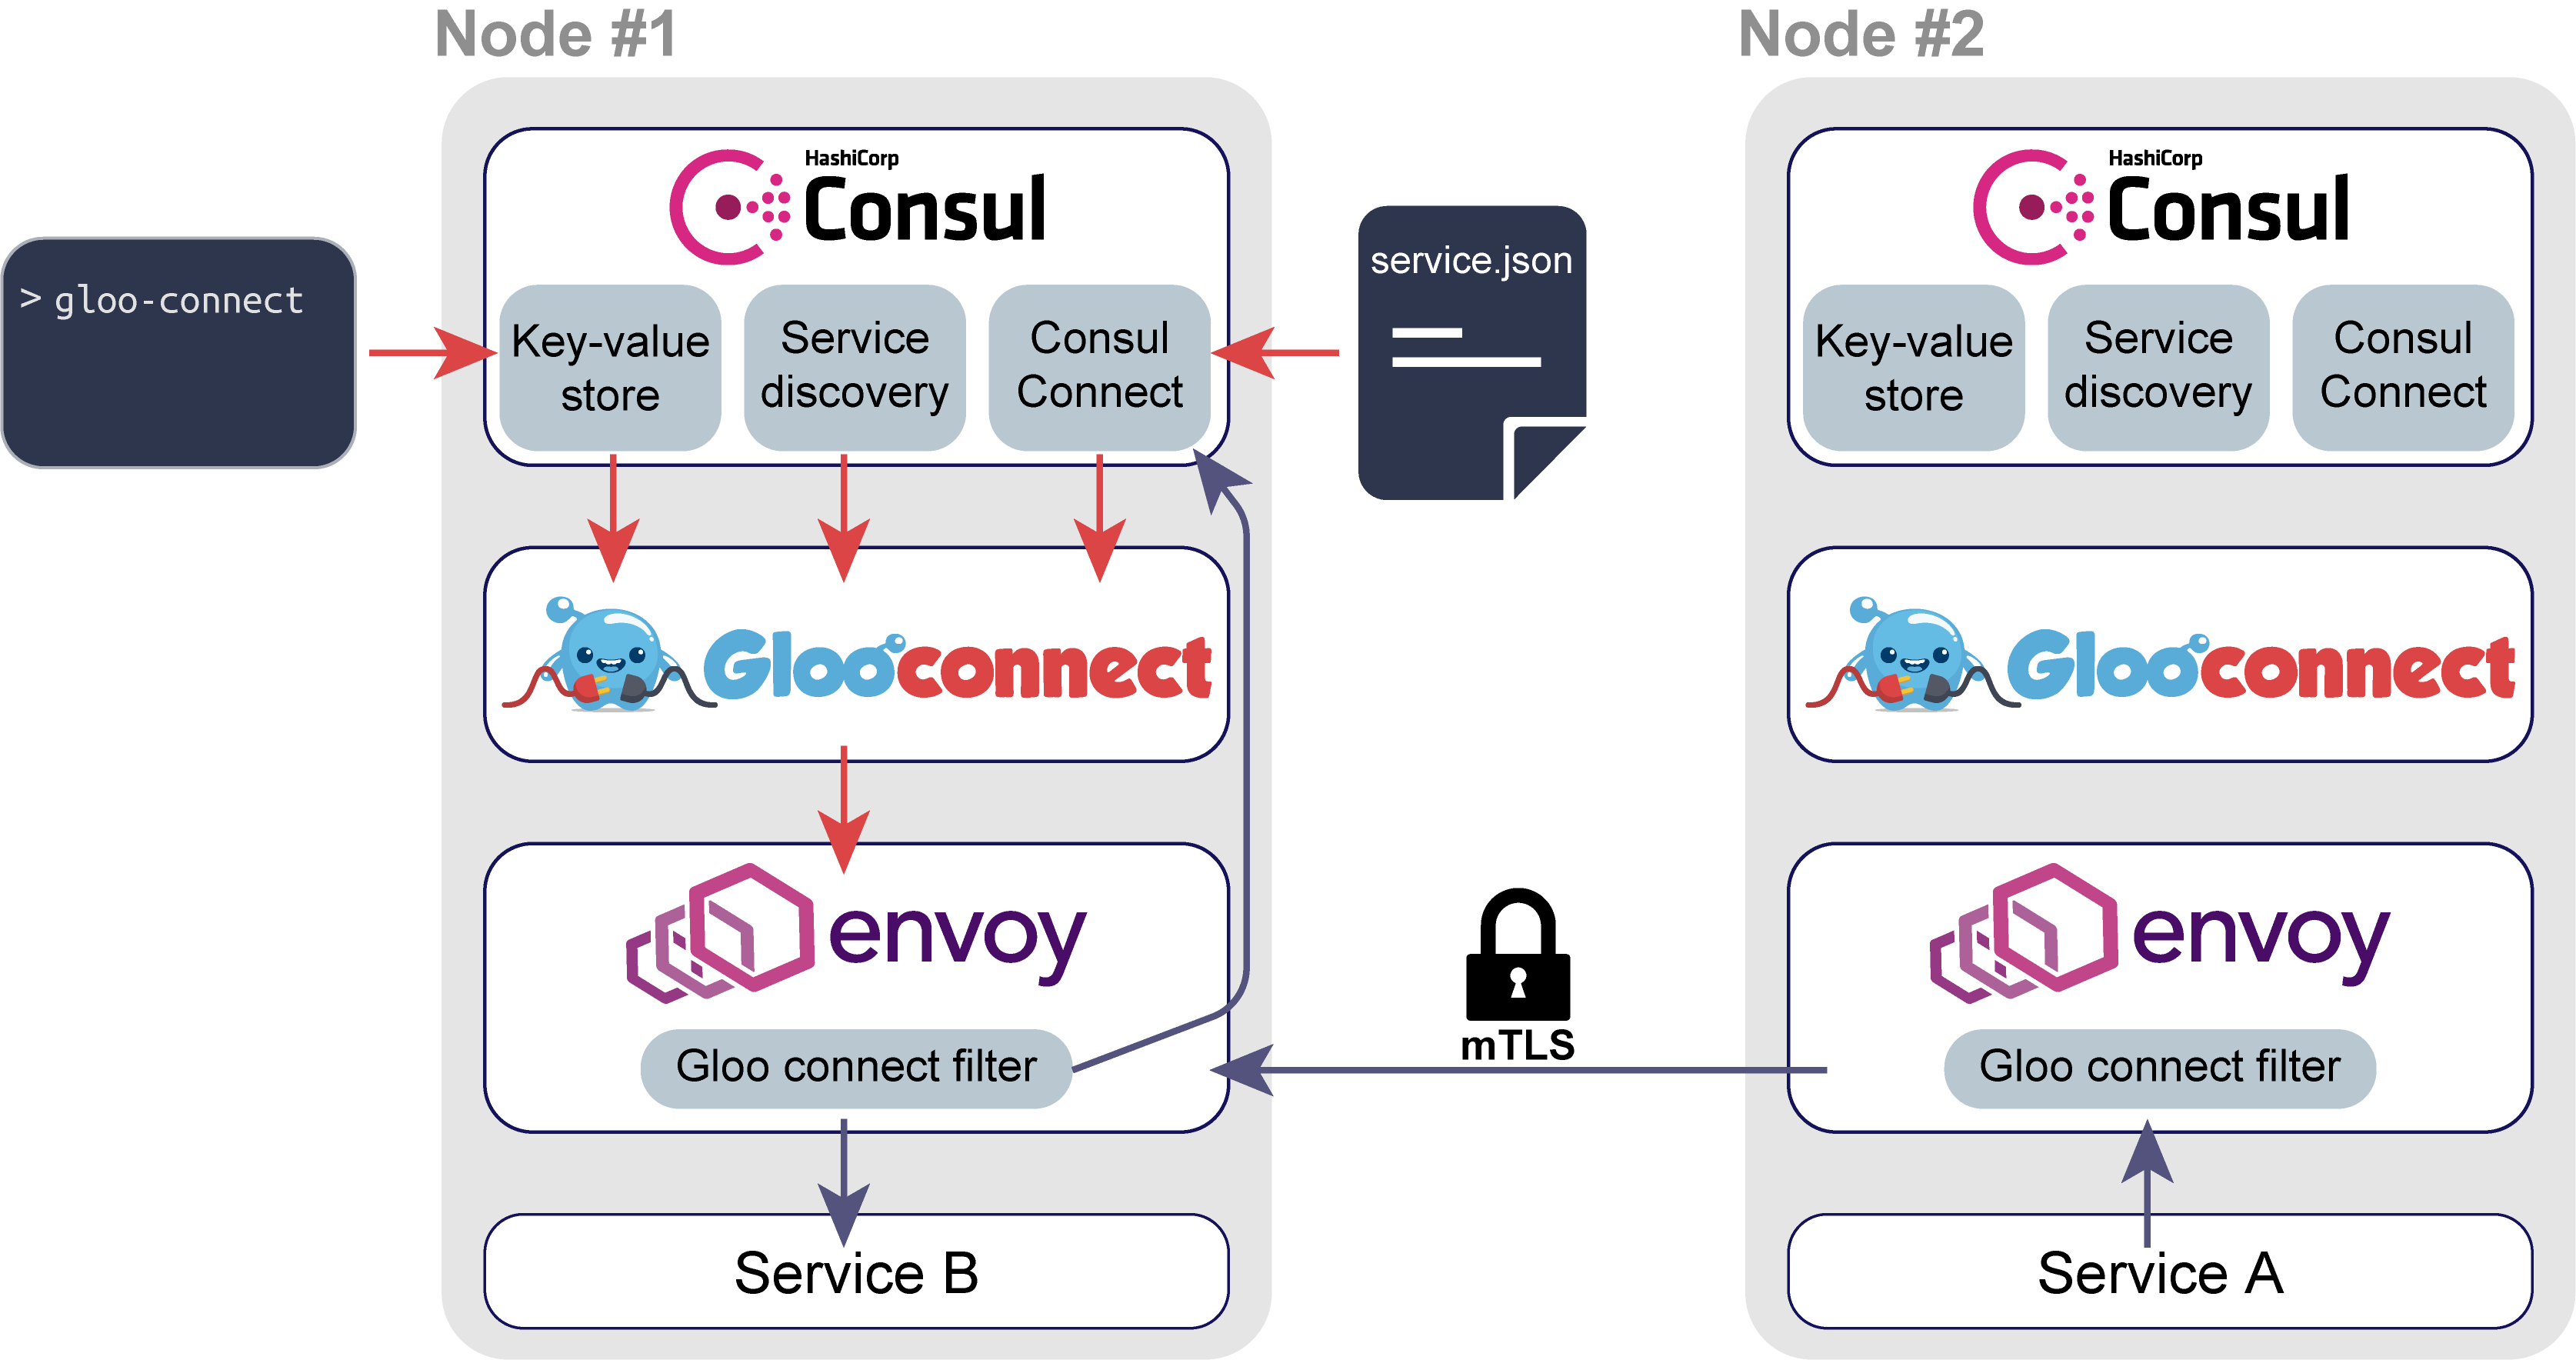 Node #1
Node #2
> gloo-connect
HashiCorp
Consul
Key-value
store
Service
discovery
Consul
Connect
service.json
HashiCorp
Consul
Key-value
store
Service
discovery
Consul
Connect
Glooconnect
Glooconnect
envoy
Gloo connect filter
mTLS
envoy
Gloo connect filter
Service B
Service A